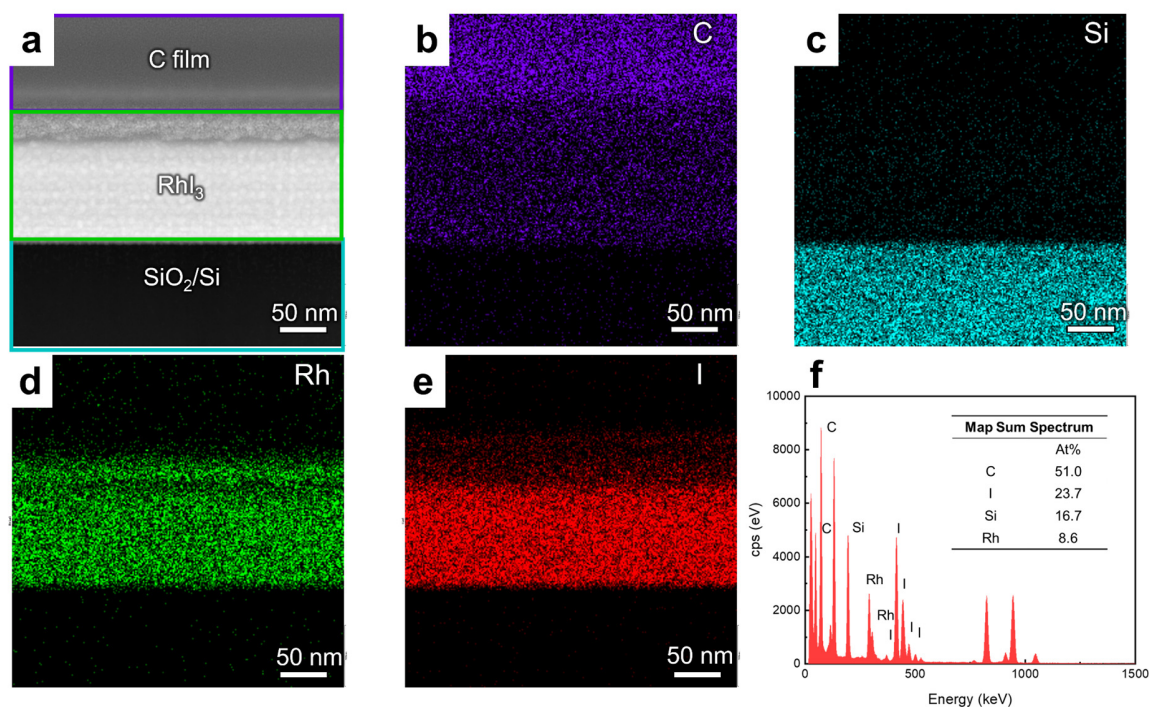 a
C film
RhI₃
SiO₂/Si
50 nm
b
C
50 nm
c
Si
50 nm
d
Rh
50 nm
e
I
50 nm
f
10000
8000
6000
4000
2000
0
cps (eV)
C
C
Si
Rh
Rh
I
I
I
I
I
Map Sum Spectrum
At%
C 51.0
I 23.7
Si 16.7
Rh 8.6
0 500 1000 1500
Energy (keV)